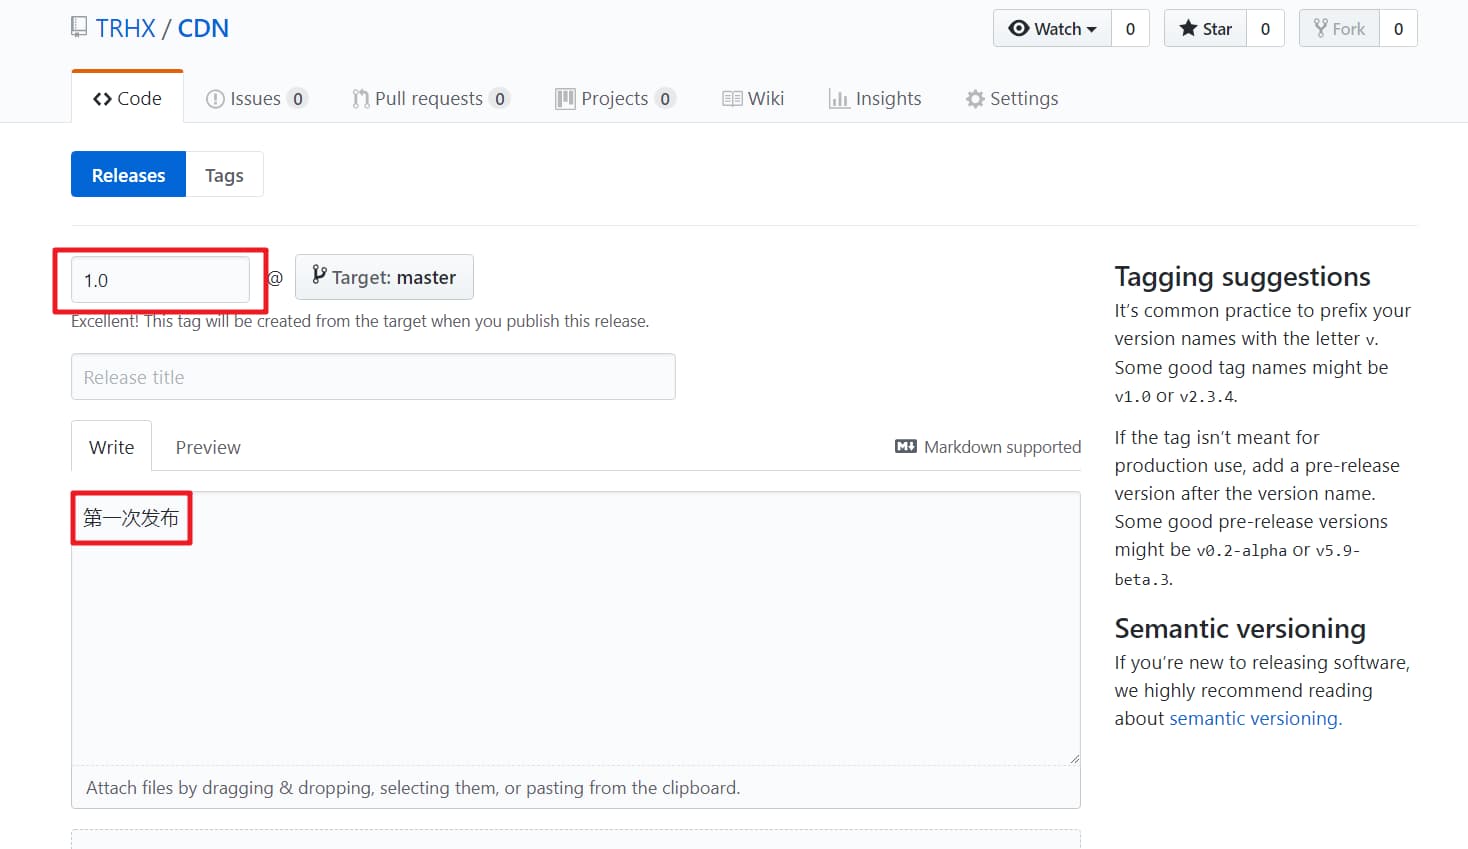 TRHX / CDN
Watch 0 Star 0 Fork 0
Code Issues 0 Pull requests 0 Projects 0 Wiki Insights Settings
Releases Tags
1.0 @ Target: master
Excellent! This tag will be created from the target when you publish this release.
Release title
Write Preview Markdown supported
第一次发布
Attach files by dragging & dropping, selecting them, or pasting from the clipboard.
Tagging suggestions
It’s common practice to prefix your
version names with the letter v.
Some good tag names might be
v1.0 or v2.3.4.
If the tag isn’t meant for
production use, add a pre-release
version after the version name.
Some good pre-release versions
might be v0.2-alpha or v5.9-
beta.3.
Semantic versioning
If you’re new to releasing software,
we highly recommend reading
about semantic versioning.